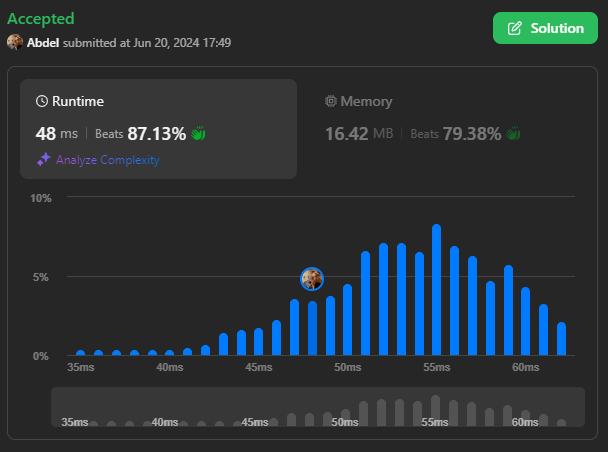 Accepted
Abdel submitted at Jun 20, 2024 17:49
Solution
Runtime
48 ms | Beats 87.13%
Analyze Complexity
Memory
16.42 MB | Beats 79.38%
10%
5%
0%
35ms 40ms 45ms 50ms 55ms 60ms
35ms 40ms 45ms 50ms 55ms 60ms